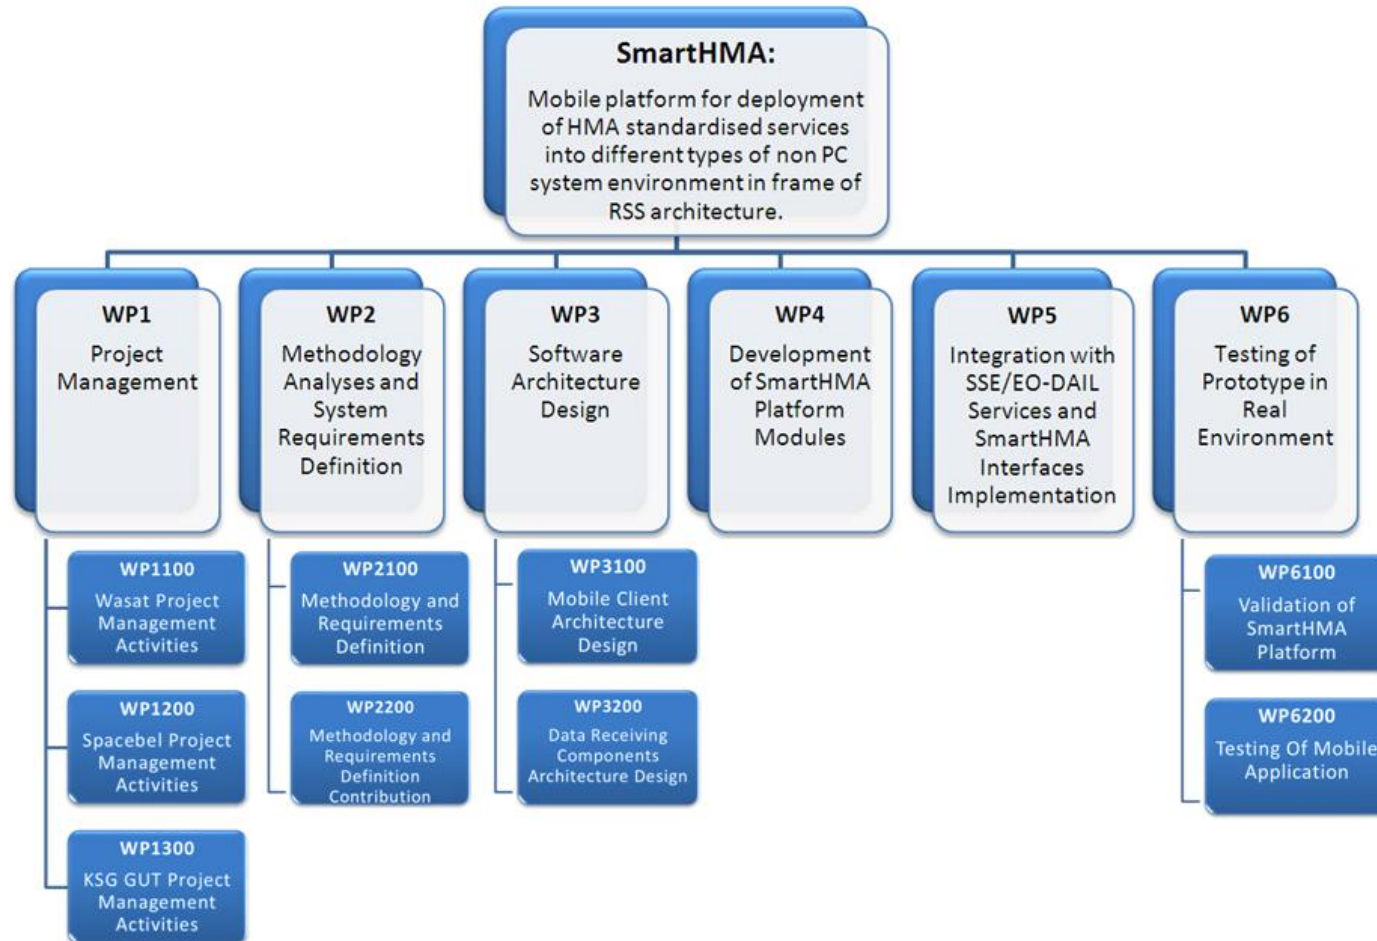 SmartHMA:
Mobile platform for deployment
of HMA standardised services
into different types of non PC
system environment in frame of
RSS architecture.
WP1
Project
Management
WP2
Methodology
Analyses and
System
Requirements
Definition
WP3
Software
Architecture
Design
WP4
Development
of SmartHMA
Platform
Modules
WP5
Integration with
SSE/EO-DAIL
Services and
SmartHMA
Interfaces
Implementation
WP6
Testing of
Prototype in
Real
Environment
WP1100
Wasat Project
Management
Activities
WP1200
Spacebel Project
Management
Activities
WP1300
KSG GUT Project
Management
Activities
WP2100
Methodology and
Requirements
Definition
WP2200
Methodology and
Requirements
Definition
Contribution
WP3100
Mobile Client
Architecture
Design
WP3200
Data Receiving
Components
Architecture Design
WP6100
Validation of
SmartHMA
Platform
WP6200
Testing Of Mobile
Application